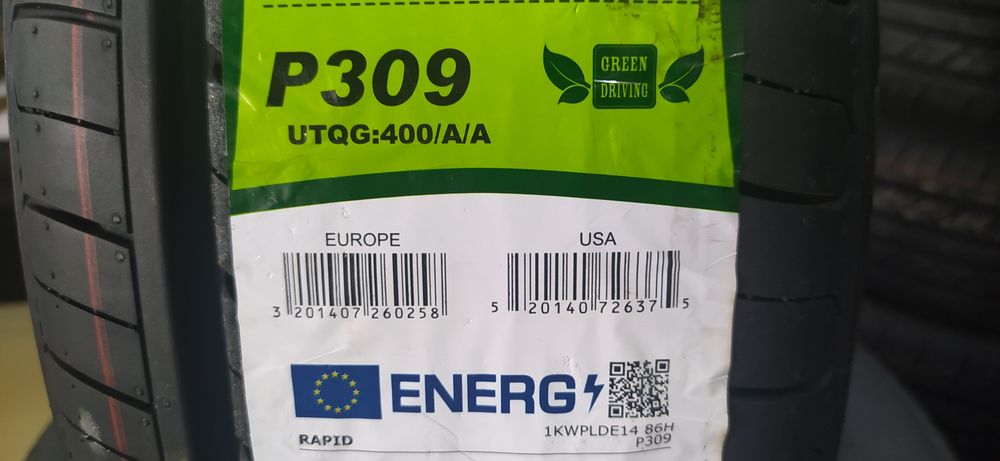 P309
GREEN
DRIVING
UTQG:400/A/A
EUROPE
USA
3 201407 260258
5 20140 72637 5
ENERG
RAPID
1KWPLDE14 86H
P309